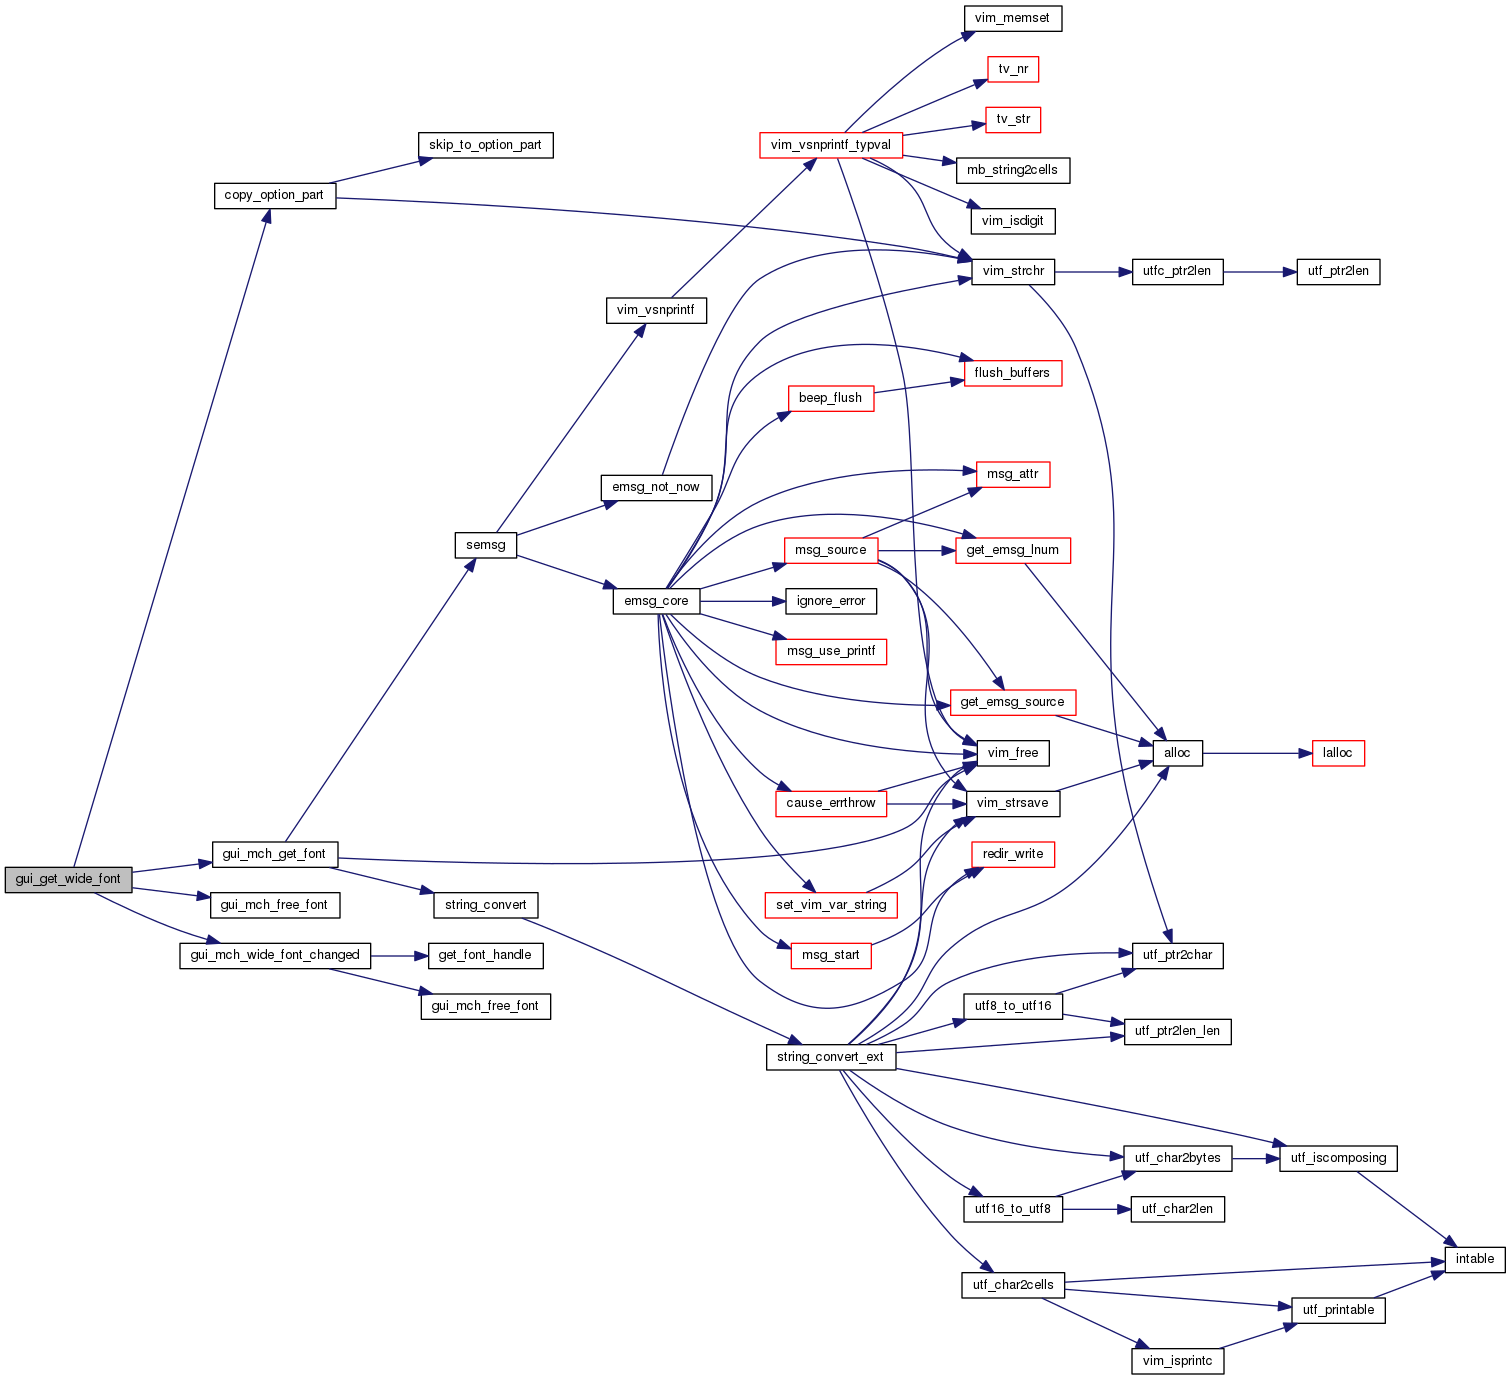 vim_memset
tv_nr
tv_str
vim_vsnprintf_typval
skip_to_option_part
mb_string2cells
copy_option_part
vim_isdigit
vim_strchr
utfc_ptr2len
utf_ptr2len
vim_vsnprintf
flush_buffers
beep_flush
msg_attr
emsg_not_now
semsg
msg_source
get_emsg_lnum
emsg_core
ignore_error
msg_use_printf
get_emsg_source
vim_free
alloc
lalloc
cause_errthrow
vim_strsave
gui_mch_get_font
redir_write
gui_get_wide_font
gui_mch_free_font
string_convert
set_vim_var_string
gui_mch_wide_font_changed
get_font_handle
msg_start
utf_ptr2char
gui_mch_free_font
utf8_to_utf16
utf_ptr2len_len
string_convert_ext
utf_char2bytes
utf_iscomposing
utf16_to_utf8
utf_char2len
intable
utf_char2cells
utf_printable
vim_isprintc